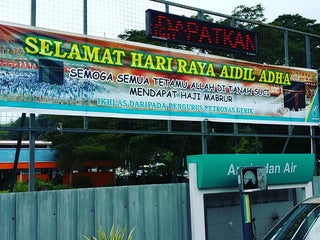 DAPATKAN
SELAMAT HARI RAYA AIDIL ADHA
SEMOGA SEMUA TETAMU ALLAH DI TANAH SUCI
MENDAPAT HAJI MABRUR
IKHLAS DARIPADA PENGURUS PETRONAS GERIK
Angin dan Air